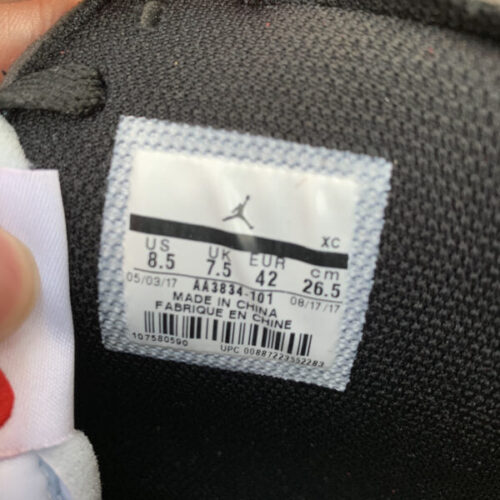 XC
US UK EUR cm
8.5 7.5 42 26.5
05/03/17 AA3834-101 08/17/17
MADE IN CHINA
FABRIQUE EN CHINE
107580590 UPC 00887223552283